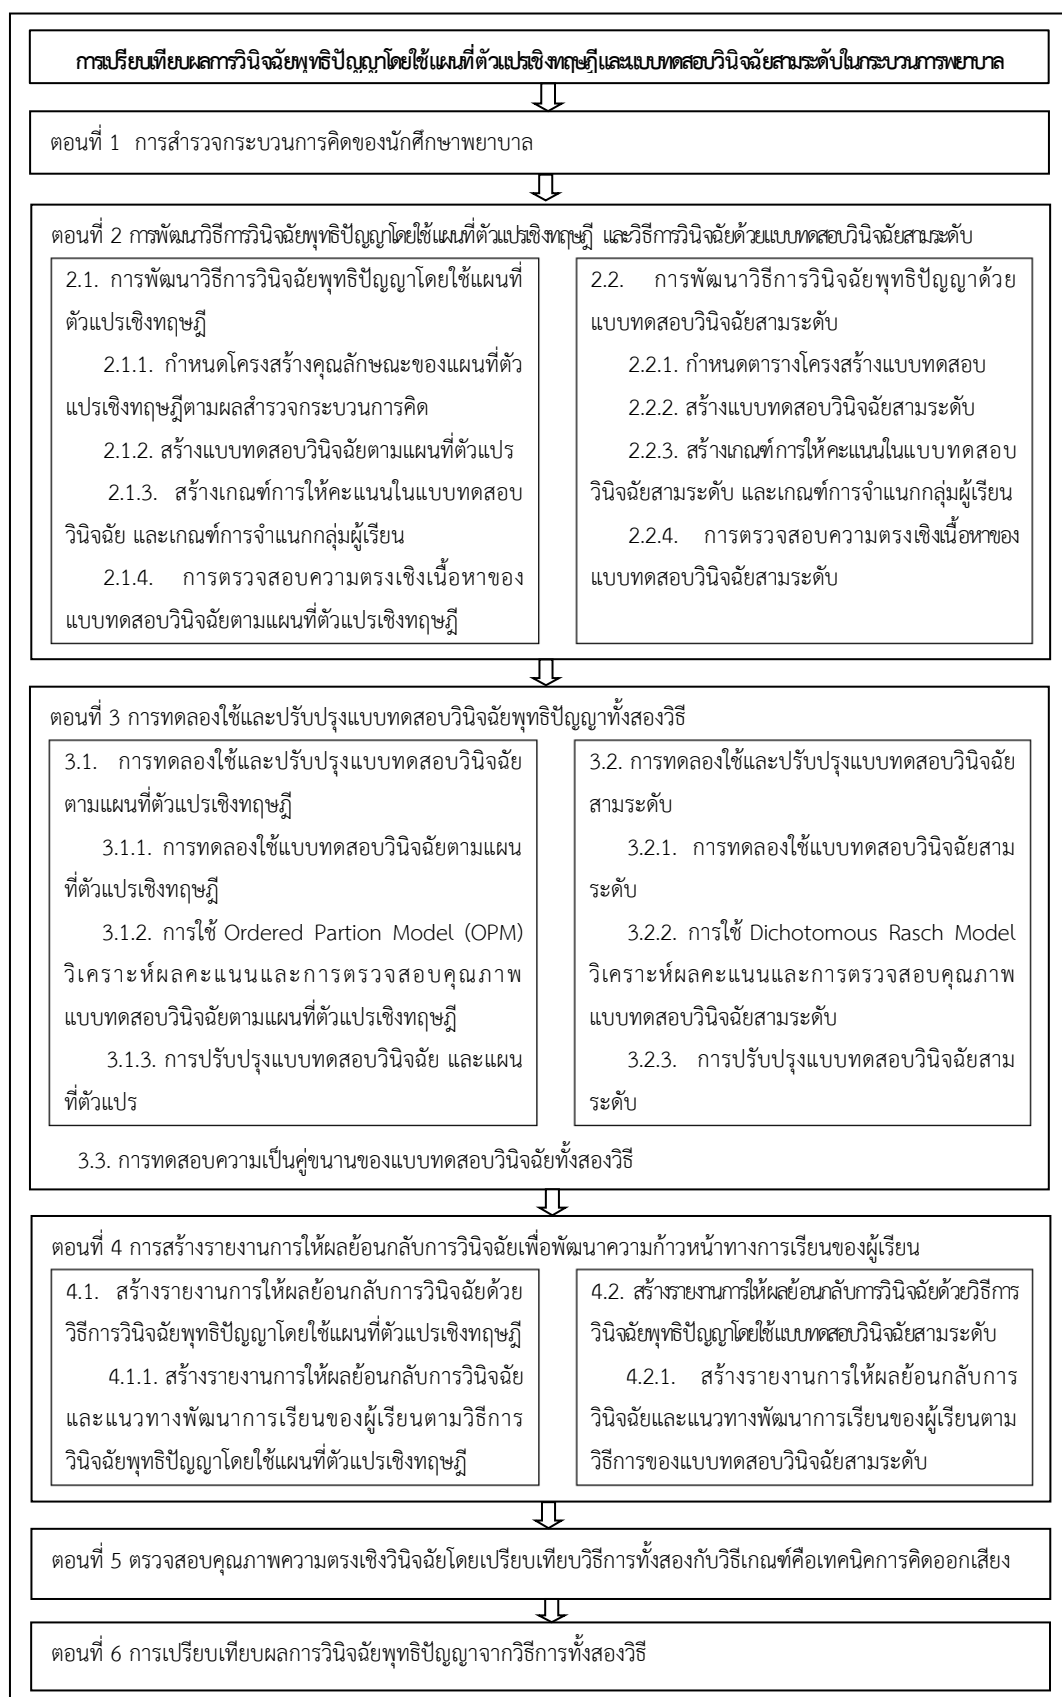 การเปรียบเทียบผลการวินิจฉัยพุทธิปัญญาโดยใช้แผนที่ตัวแปรเชิงทฤษฎีและแบบทดสอบวินิจฉัยสามระดับในกระบวนการพยาบาล
ตอนที่ 1 การสำรวจกระบวนการคิดของนักศึกษาพยาบาล
ตอนที่ 2 การพัฒนาวิธีการวินิจฉัยพุทธิปัญญาโดยใช้แผนที่ตัวแปรเชิงทฤษฎี และวิธีการวินิจฉัยด้วยแบบทดสอบวินิจฉัยสามระดับ
2.1. การพัฒนาวิธีการวินิจฉัยพุทธิปัญญาโดยใช้แผนที่
ตัวแปรเชิงทฤษฎี
2.1.1. กำหนดโครงสร้างคุณลักษณะของแผนที่ตัว
แปรเชิงทฤษฎีตามผลสำรวจกระบวนการคิด
2.1.2. สร้างแบบทดสอบวินิจฉัยตามแผนที่ตัวแปร
2.1.3. สร้างเกณฑ์การให้คะแนนในแบบทดสอบ
วินิจฉัย และเกณฑ์การจำแนกกลุ่มผู้เรียน
2.1.4. การตรวจสอบความตรงเชิงเนื้อหาของ
แบบทดสอบวินิจฉัยตามแผนที่ตัวแปรเชิงทฤษฎี
2.2. การพัฒนาวิธีการวินิจฉัยพุทธิปัญญาด้วย
แบบทดสอบวินิจฉัยสามระดับ
2.2.1. กำหนดตารางโครงสร้างแบบทดสอบ
2.2.2. สร้างแบบทดสอบวินิจฉัยสามระดับ
2.2.3. สร้างเกณฑ์การให้คะแนนในแบบทดสอบ
วินิจฉัยสามระดับ และเกณฑ์การจำแนกกลุ่มผู้เรียน
2.2.4. การตรวจสอบความตรงเชิงเนื้อหาของ
แบบทดสอบวินิจฉัยสามระดับ
ตอนที่ 3 การทดลองใช้และปรับปรุงแบบทดสอบวินิจฉัยพุทธิปัญญาทั้งสองวิธี
3.1. การทดลองใช้และปรับปรุงแบบทดสอบวินิจฉัย
ตามแผนที่ตัวแปรเชิงทฤษฎี
3.1.1. การทดลองใช้แบบทดสอบวินิจฉัยตามแผน
ที่ตัวแปรเชิงทฤษฎี
3.1.2. การใช้ Ordered Partion Model (OPM)
วิเคราะห์ผลคะแนนและการตรวจสอบคุณภาพ
แบบทดสอบวินิจฉัยตามแผนที่ตัวแปรเชิงทฤษฎี
3.1.3. การปรับปรุงแบบทดสอบวินิจฉัย และแผน
ที่ตัวแปร
3.2. การทดลองใช้และปรับปรุงแบบทดสอบวินิจฉัย
สามระดับ
3.2.1. การทดลองใช้แบบทดสอบวินิจฉัยสาม
ระดับ
3.2.2. การใช้ Dichotomous Rasch Model
วิเคราะห์ผลคะแนนและการตรวจสอบคุณภาพ
แบบทดสอบวินิจฉัยสามระดับ
3.2.3. การปรับปรุงแบบทดสอบวินิจฉัยสาม
ระดับ
3.3. การทดสอบความเป็นคู่ขนานของแบบทดสอบวินิจฉัยทั้งสองวิธี
ตอนที่ 4 การสร้างรายงานการให้ผลย้อนกลับการวินิจฉัยเพื่อพัฒนาความก้าวหน้าทางการเรียนของผู้เรียน
4.1. สร้างรายงานการให้ผลย้อนกลับการวินิจฉัยด้วย
วิธีการวินิจฉัยพุทธิปัญญาโดยใช้แผนที่ตัวแปรเชิงทฤษฎี
4.1.1. สร้างรายงานการให้ผลย้อนกลับการวินิจฉัย
และแนวทางพัฒนาการเรียนของผู้เรียนตามวิธีการ
วินิจฉัยพุทธิปัญญาโดยใช้แผนที่ตัวแปรเชิงทฤษฎี
4.2. สร้างรายงานการให้ผลย้อนกลับการวินิจฉัยด้วยวิธีการ
วินิจฉัยพุทธิปัญญาโดยใช้แบบทดสอบวินิจฉัยสามระดับ
4.2.1. สร้างรายงานการให้ผลย้อนกลับการ
วินิจฉัยและแนวทางพัฒนาการเรียนของผู้เรียนตาม
วิธีการของแบบทดสอบวินิจฉัยสามระดับ
ตอนที่ 5 ตรวจสอบคุณภาพความตรงเชิงวินิจฉัยโดยเปรียบเทียบวิธีการทั้งสองกับวิธีเกณฑ์คือเทคนิคการคิดออกเสียง
ตอนที่ 6 การเปรียบเทียบผลการวินิจฉัยพุทธิปัญญาจากวิธีการทั้งสองวิธี